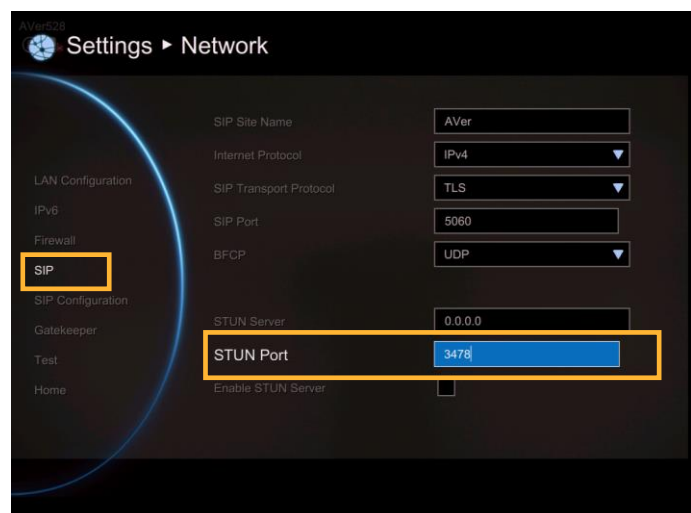 AVer528
Settings ▸ Network
SIP Site Name AVer
Internet Protocol IPv4
LAN Configuration
SIP Transport Protocol TLS
IPv6
SIP Port 5060
Firewall
BFCP UDP
SIP
SIP Configuration
STUN Server 0.0.0.0
Gatekeeper
STUN Port 3478
Test
Enable STUN Server
Home